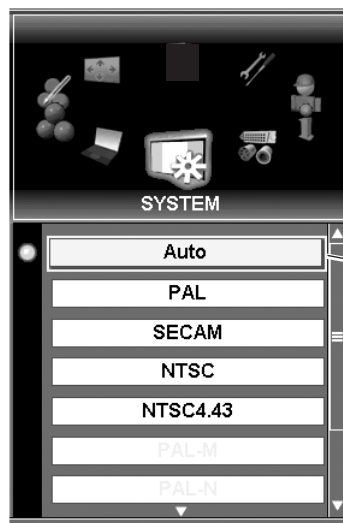 SYSTEM
Auto
PAL
SECAM
NTSC
NTSC4.43
PAL-M
PAL-N